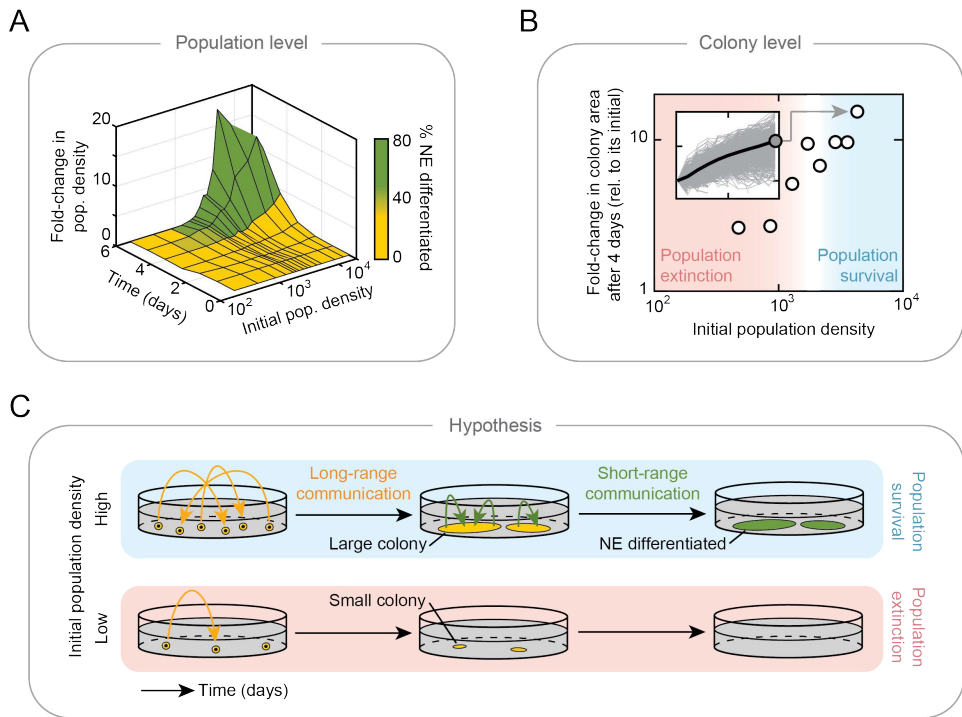 A
Population level
Fold-change in
pop. density
20
10
0
6
4
2
0
Time (days)
10²
10³
10⁴
Initial pop. density
80
40
0
% NE differentiated
B
Colony level
Fold-change in colony area
after 4 days (rel. to its initial)
10
1
Population
extinction
Population
survival
10²
10³
10⁴
Initial population density
C
Hypothesis
Initial population density
High
Long-range
communication
Large colony
Short-range
communication
NE differentiated
Population
survival
Low
Small colony
Population
extinction
Time (days)